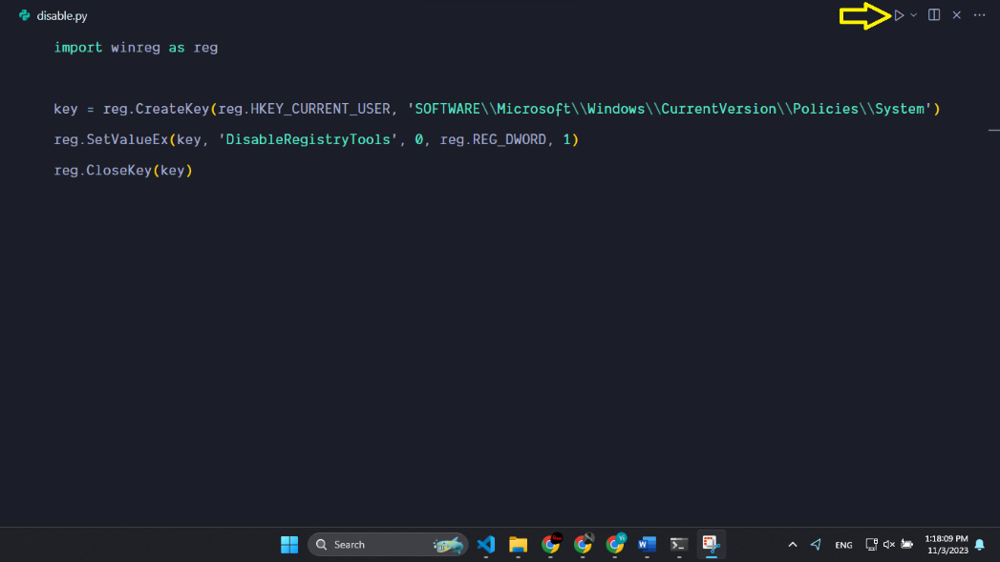 disable.py
import winreg as reg
key = reg.CreateKey(reg.HKEY_CURRENT_USER, 'SOFTWARE\\Microsoft\\Windows\\CurrentVersion\\Policies\\System')
reg.SetValueEx(key, 'DisableRegistryTools', 0, reg.REG_DWORD, 1)
reg.CloseKey(key)
Search
ENG
1:18:09 PM
11/3/2023